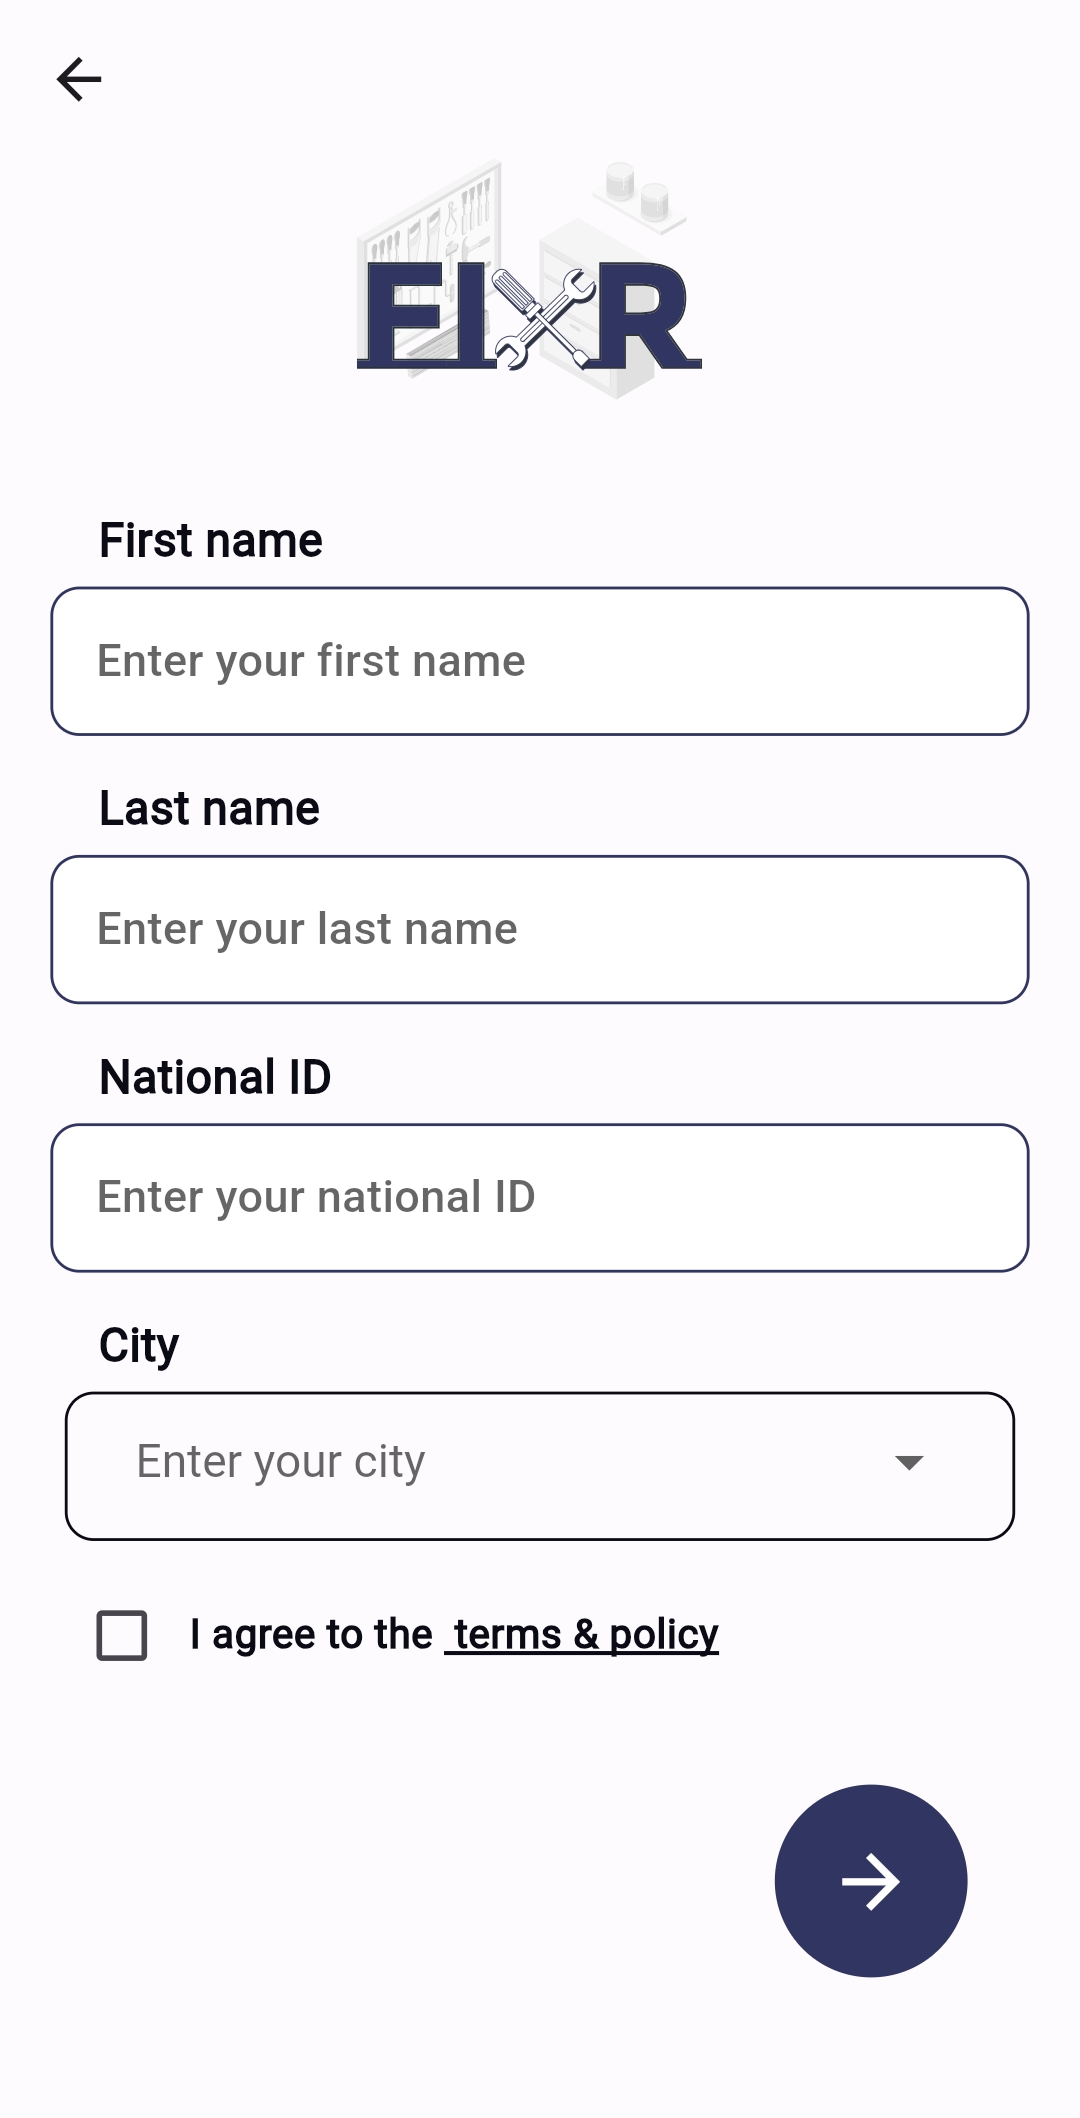 FIXR
First name
Enter your first name
Last name
Enter your last name
National ID
Enter your national ID
City
Enter your city
I agree to the terms & policy